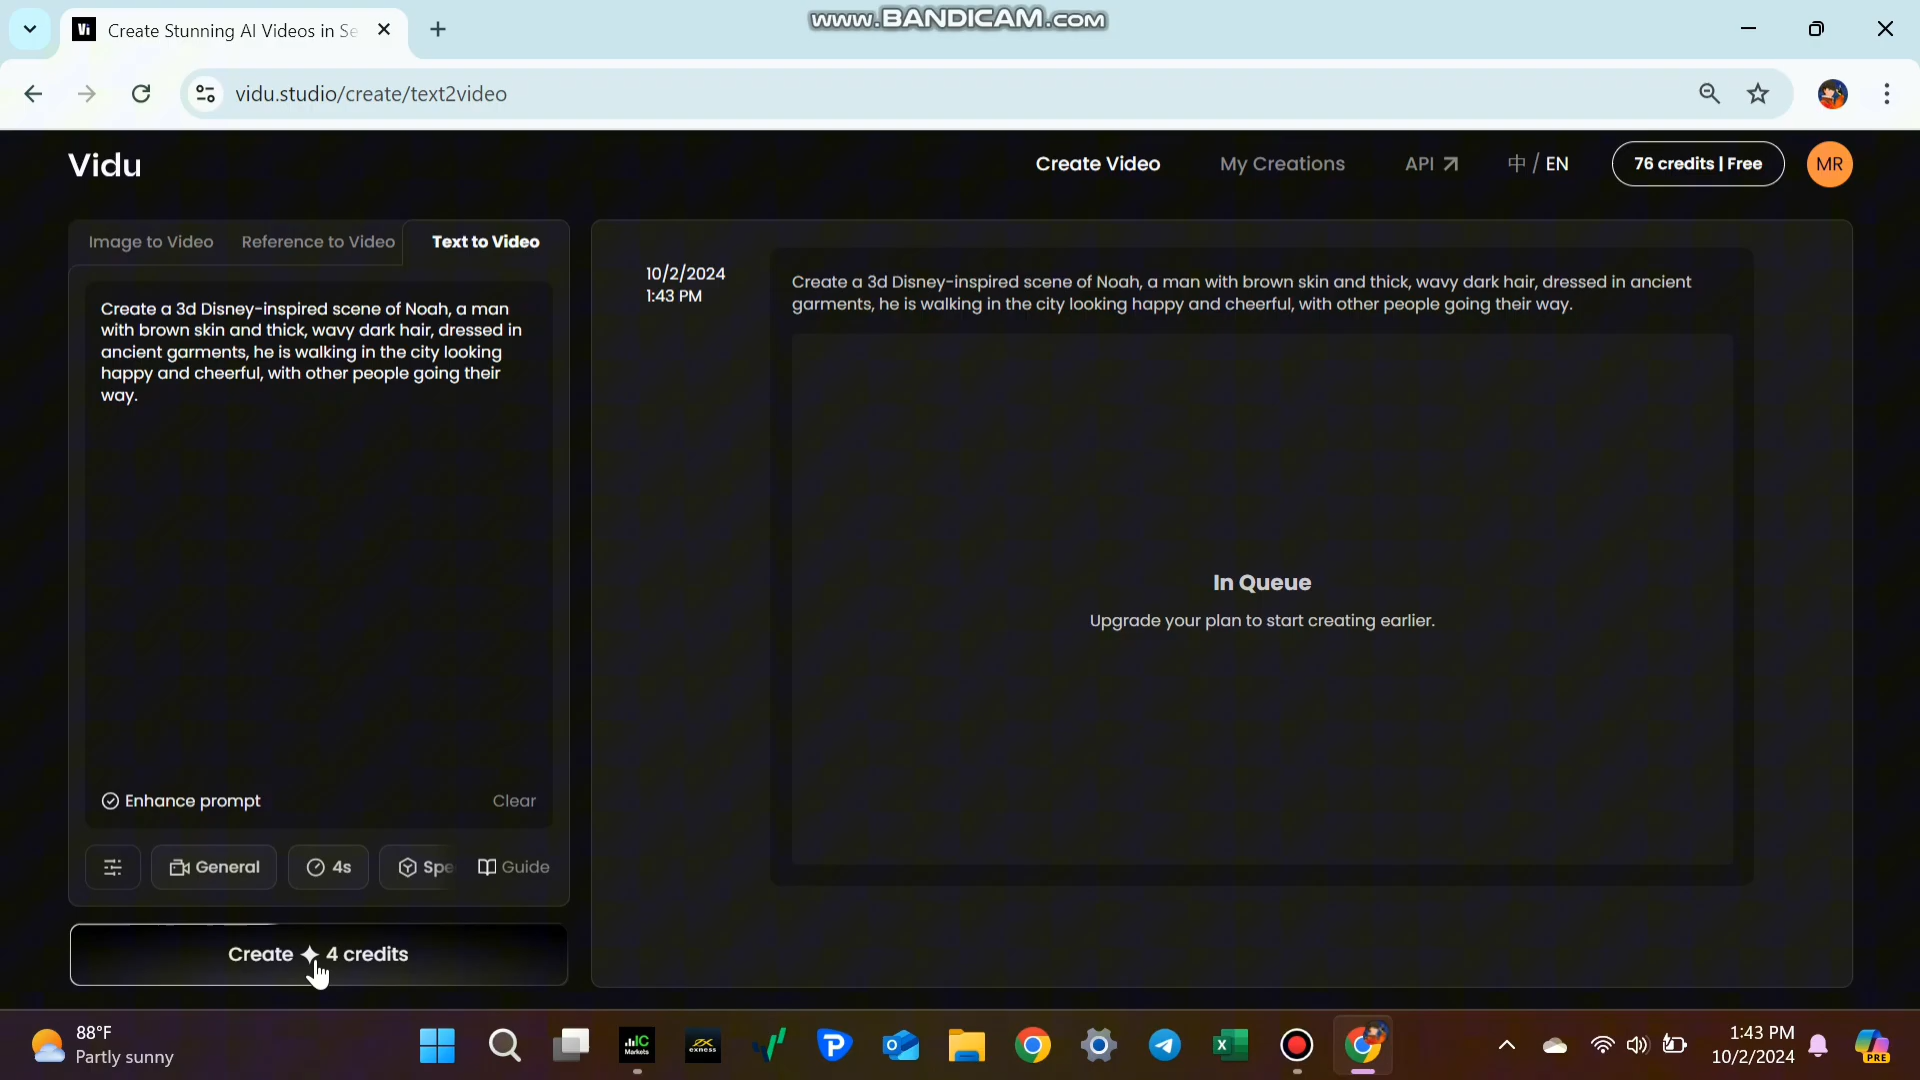 Vi Create Stunning AI Videos in Se
www.BANDICAM.com
vidu.studio/create/text2video
Vidu
Create Video
My Creations
API
中 / EN
76 credits | Free
MR
Image to Video
Reference to Video
Text to Video
Create a 3d Disney-inspired scene of Noah, a man
with brown skin and thick, wavy dark hair, dressed in
ancient garments, he is walking in the city looking
happy and cheerful, with other people going their
way.
Enhance prompt
Clear
General
4s
Spe
Guide
Create 4 credits
10/2/2024
1:43 PM
Create a 3d Disney-inspired scene of Noah, a man with brown skin and thick, wavy dark hair, dressed in ancient
garments, he is walking in the city looking happy and cheerful, with other people going their way.
In Queue
Upgrade your plan to start creating earlier.
88°F
Partly sunny
IC
Markets
exness
PRE
1:43 PM
10/2/2024